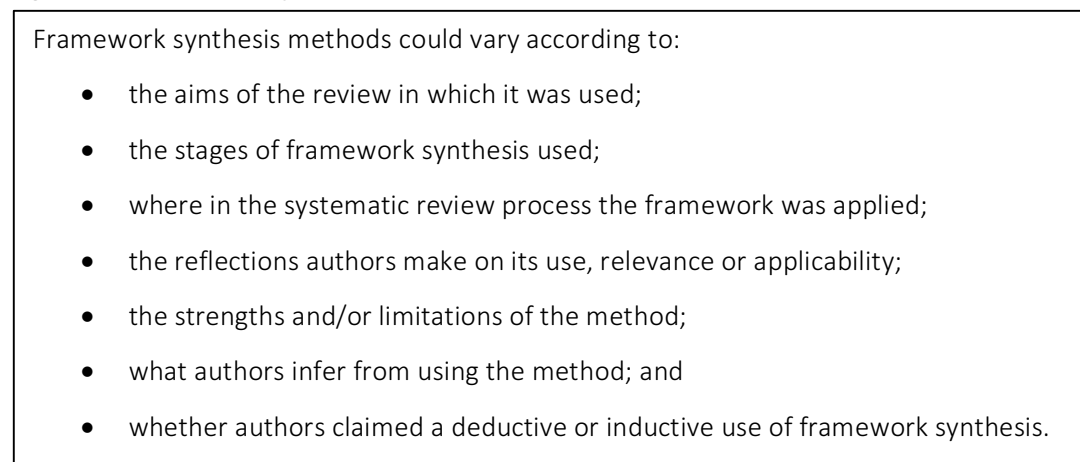 Framework synthesis methods could vary according to:
• the aims of the review in which it was used;
• the stages of framework synthesis used;
• where in the systematic review process the framework was applied;
• the reflections authors make on its use, relevance or applicability;
• the strengths and/or limitations of the method;
• what authors infer from using the method; and
• whether authors claimed a deductive or inductive use of framework synthesis.